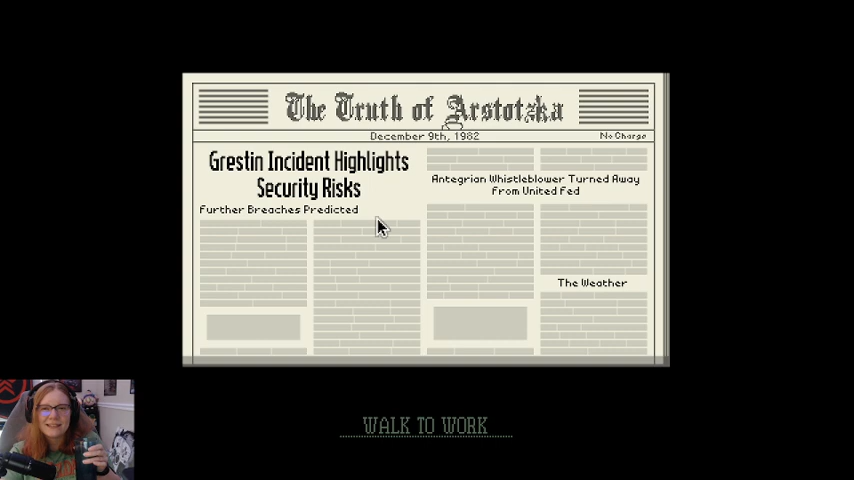 The Truth of Arstotzka
December 9th, 1982
No Charge
Grestin Incident Highlights
Security Risks
Further Breaches Predicted
Antegrian Whistleblower Turned Away
From United Fed
The Weather
WALK TO WORK